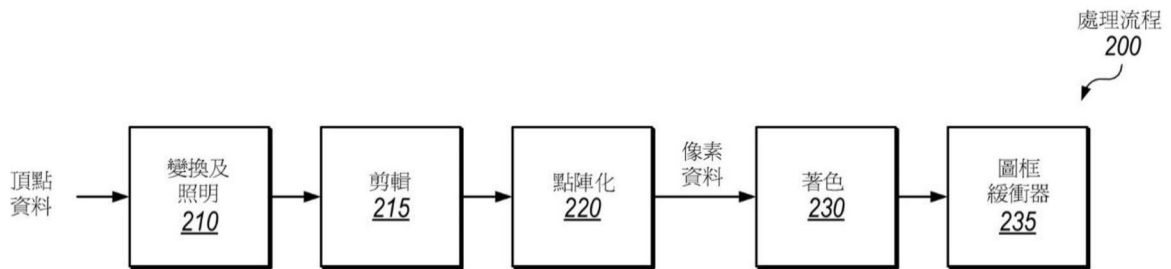 處理流程
200
頂點
資料
變換及
照明
210
剪輯
215
點陣化
220
像素
資料
著色
230
圖框
緩衝器
235